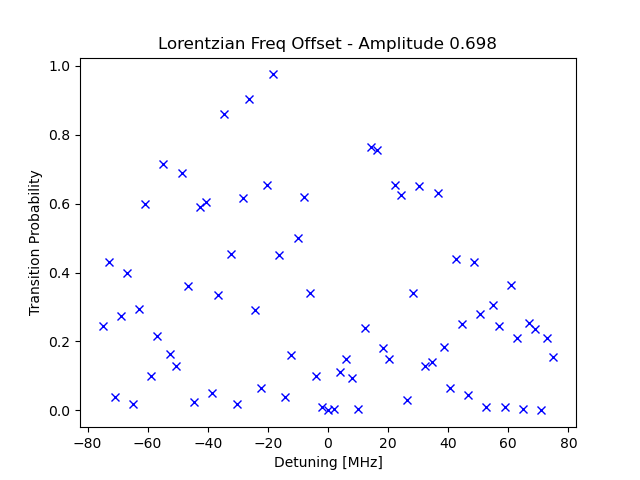 Lorentzian Freq Offset - Amplitude 0.698
1.0
0.8
0.6
0.4
0.2
0.0
Transition Probability
−80 −60 −40 −20 0 20 40 60 80
Detuning [MHz]